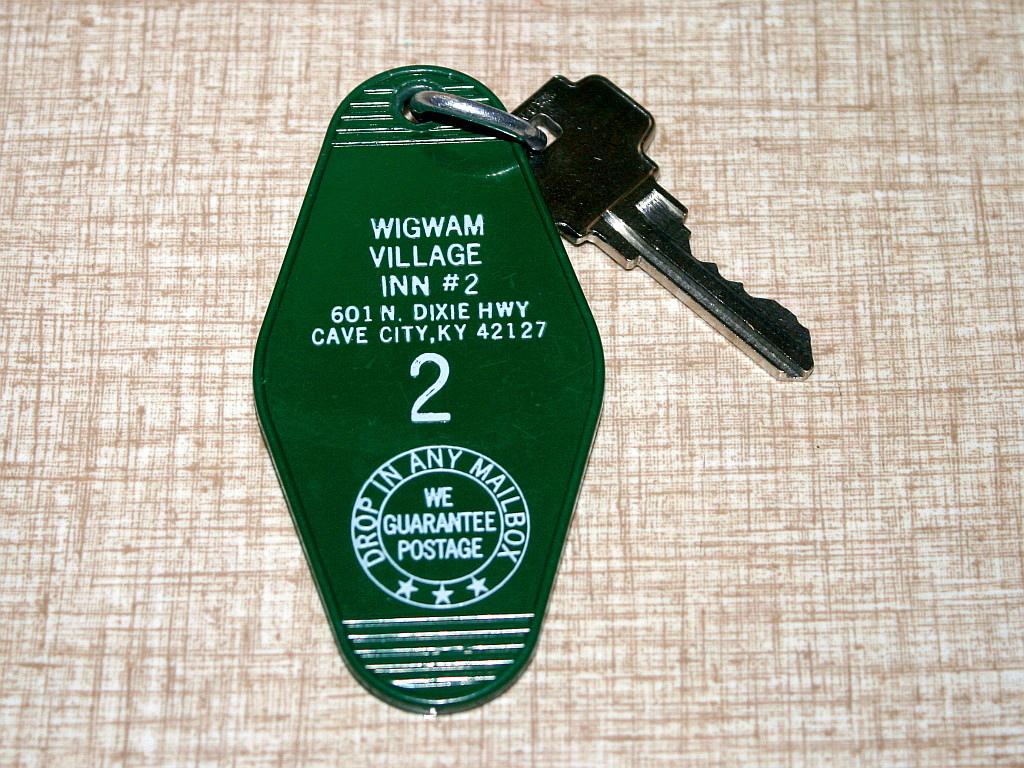 WIGWAM
VILLAGE
INN #2
601 N. DIXIE HWY
CAVE CITY,KY 42127
2
DROP IN ANY MAILBOX
WE
GUARANTEE
POSTAGE